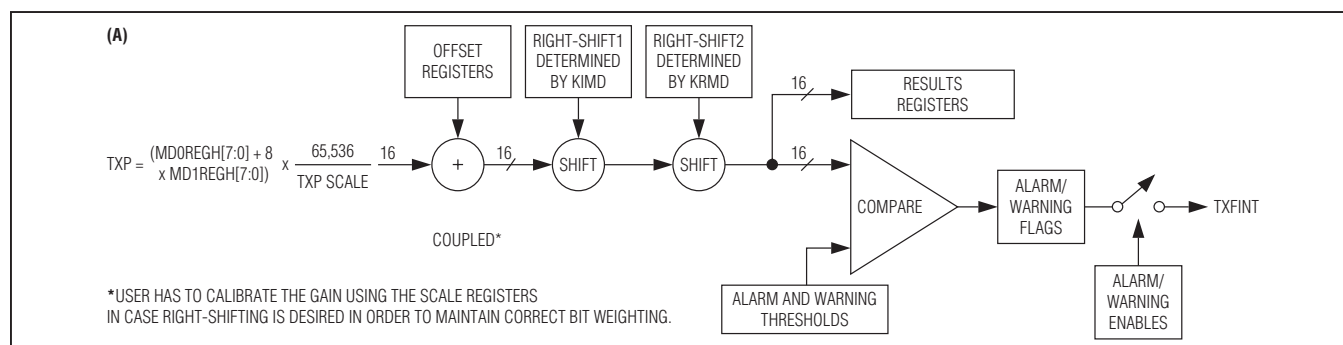 (A)
OFFSET
REGISTERS
RIGHT-SHIFT1
DETERMINED
BY KIMD
RIGHT-SHIFT2
DETERMINED
BY KRMD
16
RESULTS
REGISTERS
TXP = (MD0REGH[7:0] + 8
x MD1REGH[7:0]) x 65,536
TXP SCALE
16
+
16
SHIFT
SHIFT
16
COMPARE
ALARM/
WARNING
FLAGS
TXFINT
COUPLED*
ALARM AND WARNING
THRESHOLDS
ALARM/
WARNING
ENABLES
*USER HAS TO CALIBRATE THE GAIN USING THE SCALE REGISTERS
IN CASE RIGHT-SHIFTING IS DESIRED IN ORDER TO MAINTAIN CORRECT BIT WEIGHTING.